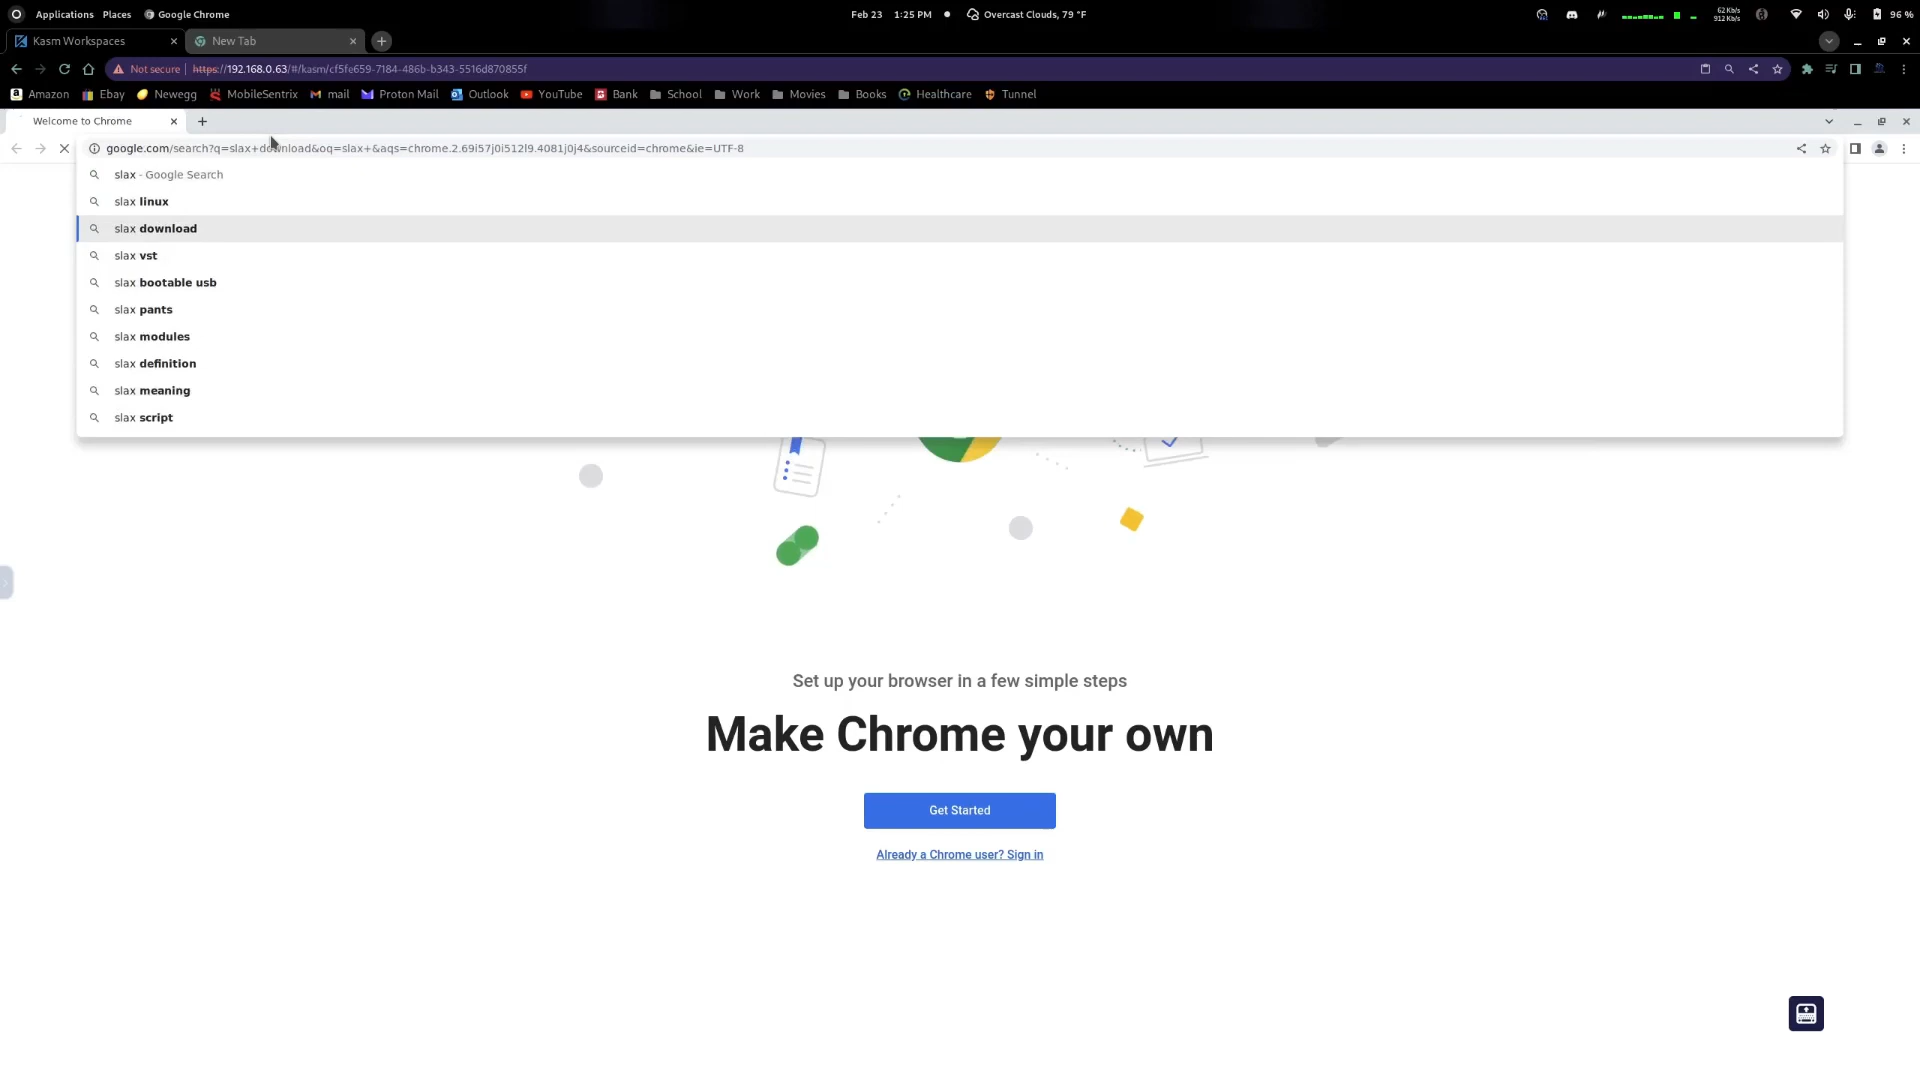 Applications Places Google Chrome Feb 23 1:25 PM Overcast Clouds, 79 °F 62 Kb/s 912 Kb/s 96 %
Kasm Workspaces New Tab
Not secure https://192.168.0.63/#/kasm/cf5fe659-7184-486b-b343-5516d870855f
Amazon Ebay Newegg MobileSentrix mail Proton Mail Outlook YouTube Bank School Work Movies Books Healthcare Tunnel
Welcome to Chrome
google.com/search?q=slax+download&oq=slax+&aqs=chrome.2.69i57j0i512l9.4081j0j4&sourceid=chrome&ie=UTF-8
slax - Google Search
slax linux
slax download
slax vst
slax bootable usb
slax pants
slax modules
slax definition
slax meaning
slax script
Set up your browser in a few simple steps
Make Chrome your own
Get Started
Already a Chrome user? Sign in